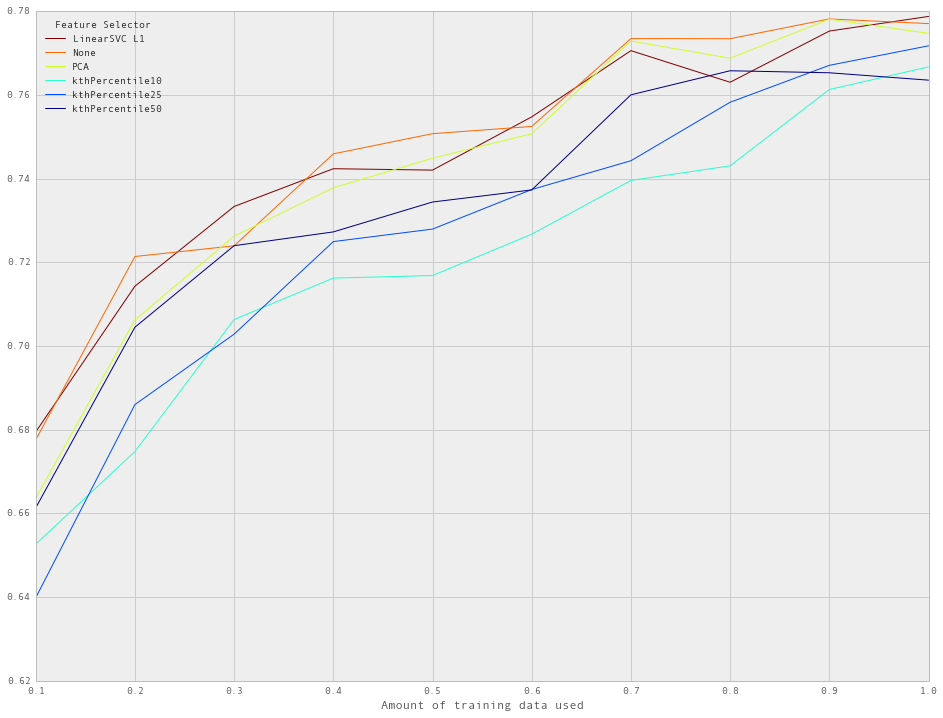 Feature Selector
LinearSVC L1
None
PCA
kthPercentile10
kthPercentile25
kthPercentile50
0.78
0.76
0.74
0.72
0.70
0.68
0.66
0.64
0.62
0.1 0.2 0.3 0.4 0.5 0.6 0.7 0.8 0.9 1.0
Amount of training data used